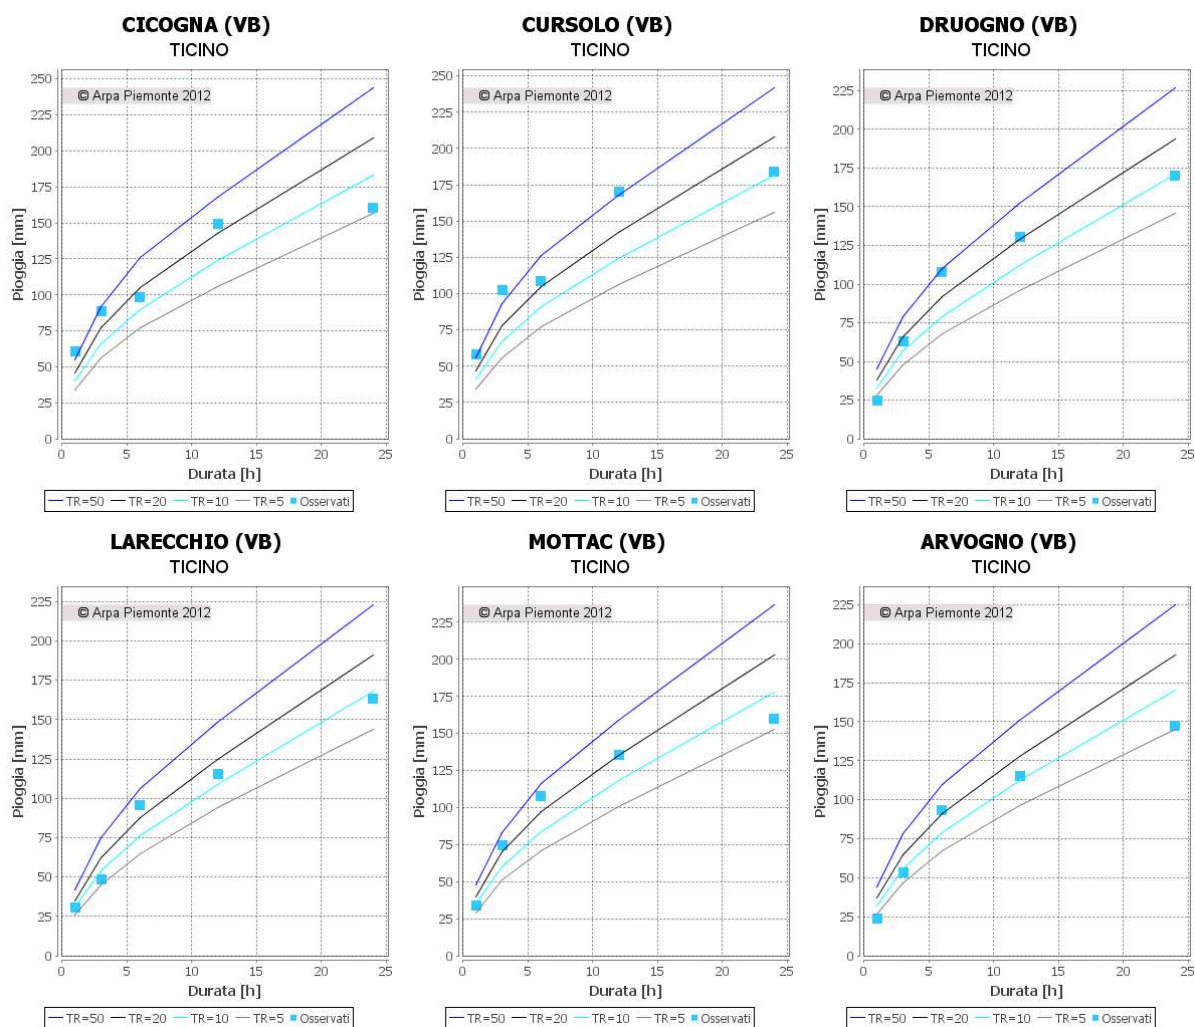 CICOGNA (VB)
TICINO
© Arpa Piemonte 2012
Pioggia [mm]
250
225
200
175
150
125
100
75
50
25
0
0 5 10 15 20 25
Durata [h]
TR=50 TR=20 TR=10 TR=5 Osservati
CURSOLO (VB)
TICINO
© Arpa Piemonte 2012
Pioggia [mm]
250
225
200
175
150
125
100
75
50
25
0
0 5 10 15 20 25
Durata [h]
TR=50 TR=20 TR=10 TR=5 Osservati
DRUOGNO (VB)
TICINO
© Arpa Piemonte 2012
Pioggia [mm]
225
200
175
150
125
100
75
50
25
0
0 5 10 15 20 25
Durata [h]
TR=50 TR=20 TR=10 TR=5 Osservati
LARECCHIO (VB)
TICINO
© Arpa Piemonte 2012
Pioggia [mm]
225
200
175
150
125
100
75
50
25
0
0 5 10 15 20 25
Durata [h]
TR=50 TR=20 TR=10 TR=5 Osservati
MOTTAC (VB)
TICINO
© Arpa Piemonte 2012
Pioggia [mm]
225
200
175
150
125
100
75
50
25
0
0 5 10 15 20 25
Durata [h]
TR=50 TR=20 TR=10 TR=5 Osservati
ARVOGNO (VB)
TICINO
© Arpa Piemonte 2012
Pioggia [mm]
225
200
175
150
125
100
75
50
25
0
0 5 10 15 20 25
Durata [h]
TR=50 TR=20 TR=10 TR=5 Osservati